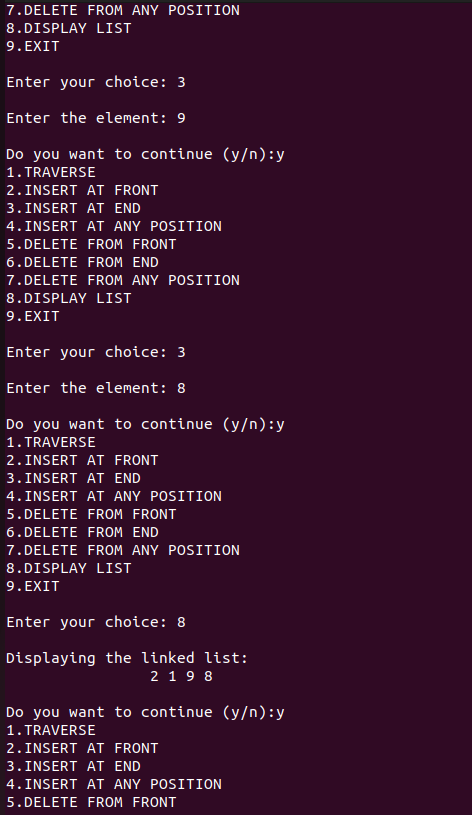 7.DELETE FROM ANY POSITION
8.DISPLAY LIST
9.EXIT
Enter your choice: 3
Enter the element: 9
Do you want to continue (y/n):y
1.TRAVERSE
2.INSERT AT FRONT
3.INSERT AT END
4.INSERT AT ANY POSITION
5.DELETE FROM FRONT
6.DELETE FROM END
7.DELETE FROM ANY POSITION
8.DISPLAY LIST
9.EXIT
Enter your choice: 3
Enter the element: 8
Do you want to continue (y/n):y
1.TRAVERSE
2.INSERT AT FRONT
3.INSERT AT END
4.INSERT AT ANY POSITION
5.DELETE FROM FRONT
6.DELETE FROM END
7.DELETE FROM ANY POSITION
8.DISPLAY LIST
9.EXIT
Enter your choice: 8
Displaying the linked list:
2 1 9 8
Do you want to continue (y/n):y
1.TRAVERSE
2.INSERT AT FRONT
3.INSERT AT END
4.INSERT AT ANY POSITION
5.DELETE FROM FRONT